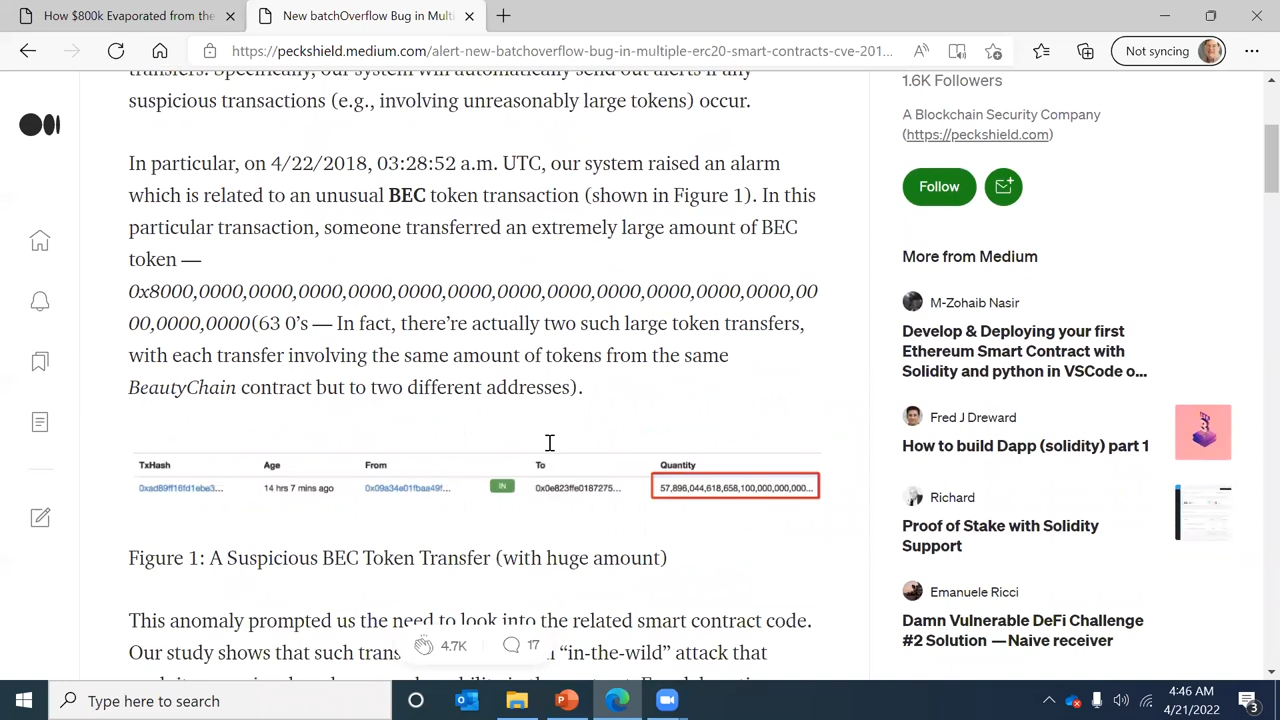 How $800k Evaporated from the
New batchOverflow Bug in Multi
https://peckshield.medium.com/alert-new-batchoverflow-bug-in-multiple-erc20-smart-contracts-cve-201...
Not syncing
transfers. Specifically, our system will automatically send out alerts if any
suspicious transactions (e.g., involving unreasonably large tokens) occur.
In particular, on 4/22/2018, 03:28:52 a.m. UTC, our system raised an alarm
which is related to an unusual BEC token transaction (shown in Figure 1). In this
particular transaction, someone transferred an extremely large amount of BEC
token —
0x8000,0000,0000,0000,0000,0000,0000,0000,0000,0000,0000,0000,0000,00
00,0000,0000(63 0's — In fact, there're actually two such large token transfers,
with each transfer involving the same amount of tokens from the same
BeautyChain contract but to two different addresses).
TxHash Age From To Quantity
0xad89ff16fd1ebe3... 14 hrs 7 mins ago 0x09a34e01fbaa49f... IN 0x0e823ffe0187275... 57,896,044,618,658,100,000,000,000...
Figure 1: A Suspicious BEC Token Transfer (with huge amount)
This anomaly prompted us the need to look into the related smart contract code.
Our study shows that such trans
"in-the-wild" attack that
4.7K
17
1.6K Followers
A Blockchain Security Company
(https://peckshield.com)
Follow
More from Medium
M-Zohaib Nasir
Develop & Deploying your first
Ethereum Smart Contract with
Solidity and python in VSCode o...
Fred J Dreward
How to build Dapp (solidity) part 1
Richard
Proof of Stake with Solidity
Support
Emanuele Ricci
Damn Vulnerable DeFi Challenge
#2 Solution — Naive receiver
Type here to search
4:46 AM
4/21/2022
3